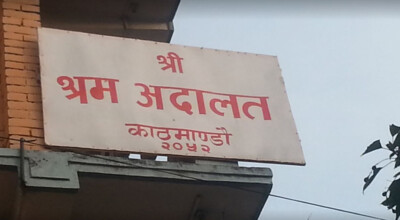 श्री
श्रम अदालत
काठमाण्डौ
२०५२